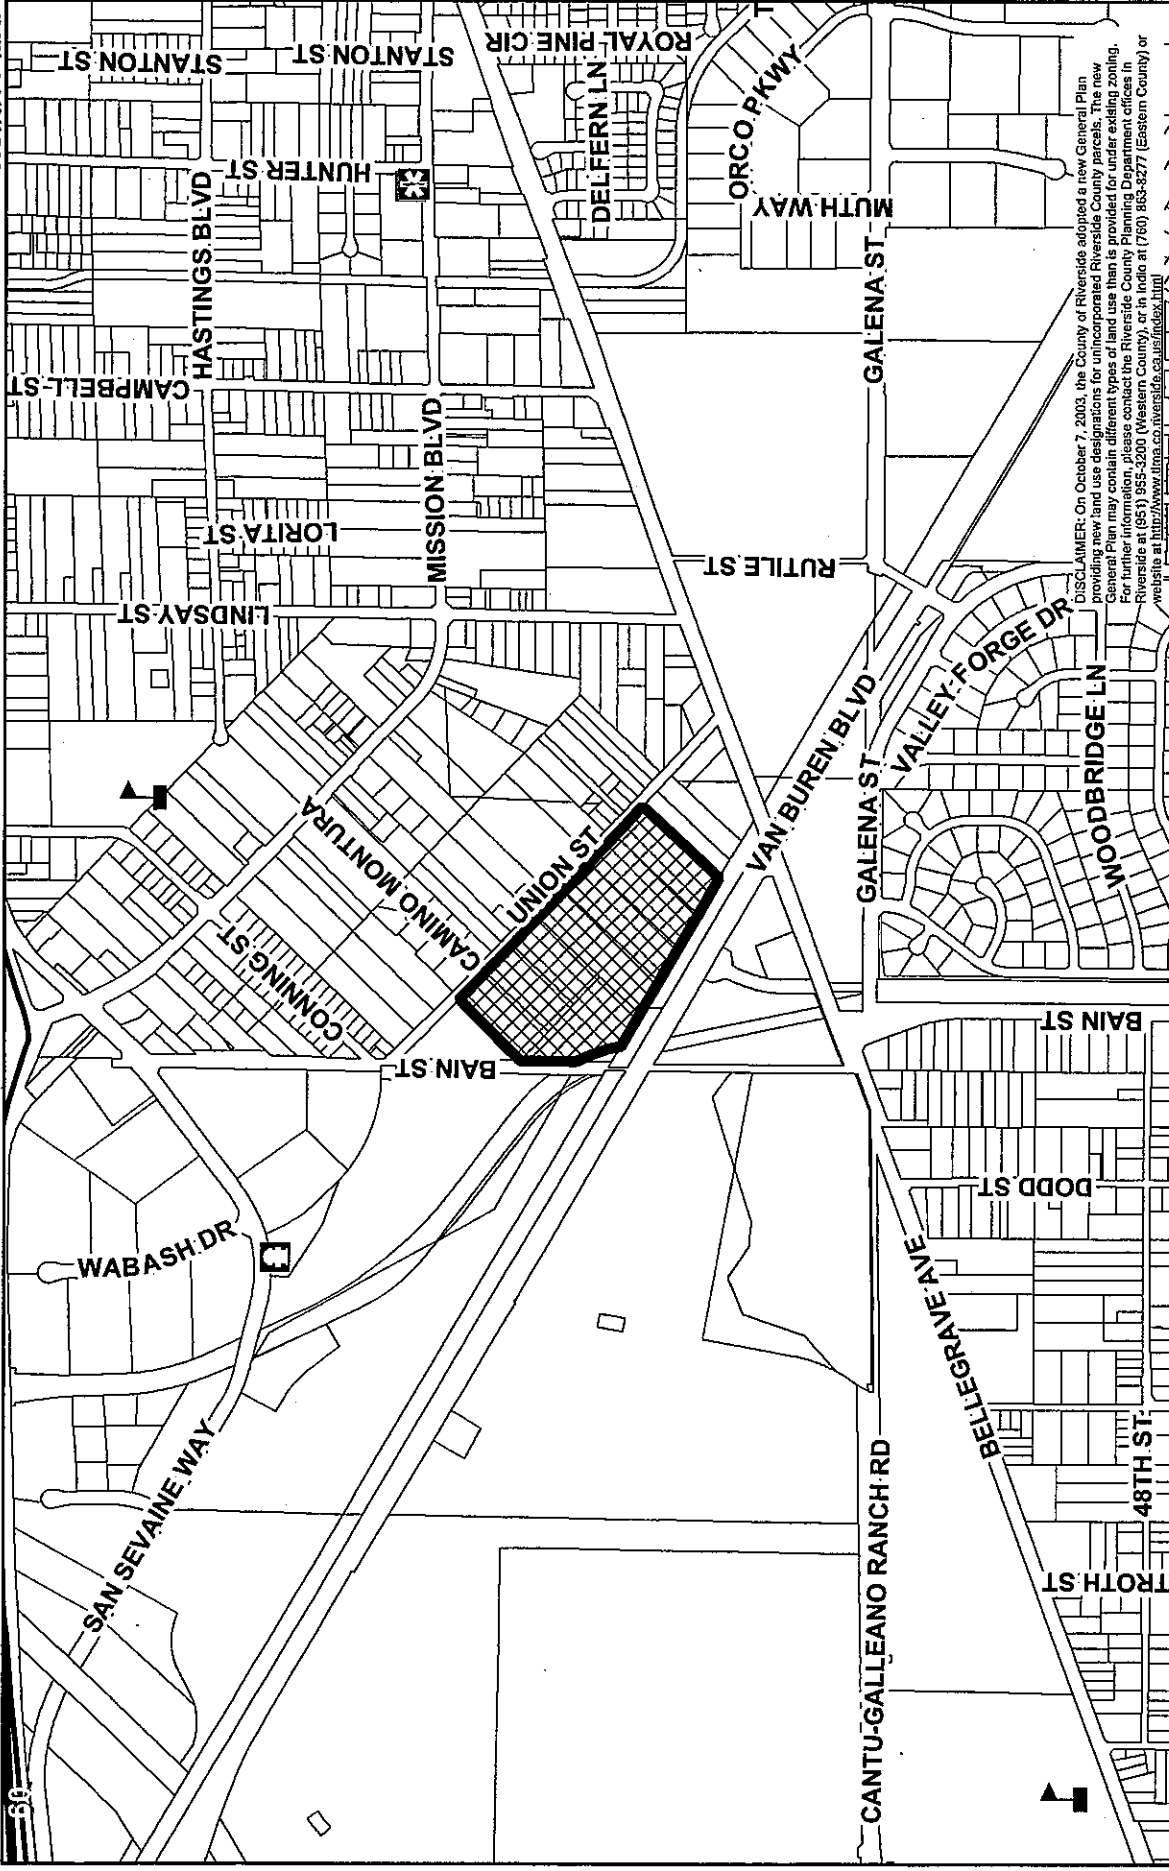 60
SAN SEVAINE WAY
WABASH DR
CONNING ST
CAMINO MONTURA
UNION ST
BAIN ST
LINDSAY ST
LORITA ST
CAMPBELL ST
HASTINGS BLVD
HUNTER ST
STANTON ST
STANTON ST
MISSION BLVD
ROYAL PINE CIR
DELFERN LN
ORCO PKWY
MUTH WAY
GALENA ST
RUTILE ST
VAN BUREN BLVD
GALENA ST
VALLEY FORGE DR
WOODBRIDGE LN
BAIN ST
DODD ST
BELLEGRAVE AVE
CANTU-GALLEANO RANCH RD
48TH ST
TROTH ST
DISCLAIMER: On October 7, 2003, the County of Riverside adopted a new General Plan
providing new land use designations for unincorporated Riverside County parcels. The new
General Plan may contain different types of land use than is provided for under existing zoning.
For further information, please contact the Riverside County Planning Department offices in
Riverside at (951) 955-3200 (Western County), or in Indio at (760) 863-8277 (Eastern County) or
website at http://www.tlma.co.riverside.ca.us/index.html